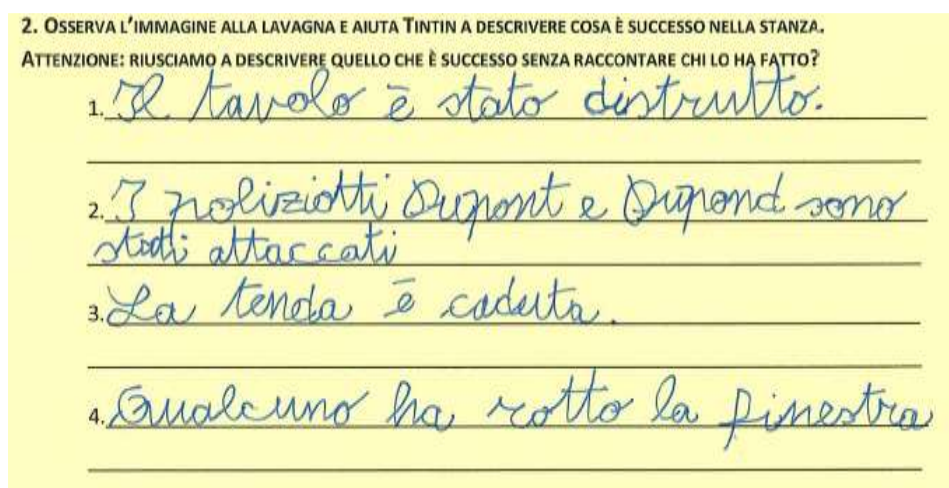 2. OSSERVA L'IMMAGINE ALLA LAVAGNA E AIUTA TINTIN A DESCRIVERE COSA È SUCCESSO NELLA STANZA.
ATTENZIONE: RIUSCIAMO A DESCRIVERE QUELLO CHE È SUCCESSO SENZA RACCONTARE CHI LO HA FATTO?
1. Il tavolo è stato distrutto.
2. I poliziotti Dupont e Dupond sono
stati attaccati
3. La tenda è caduta.
4. Qualcuno ha rotto la finestra